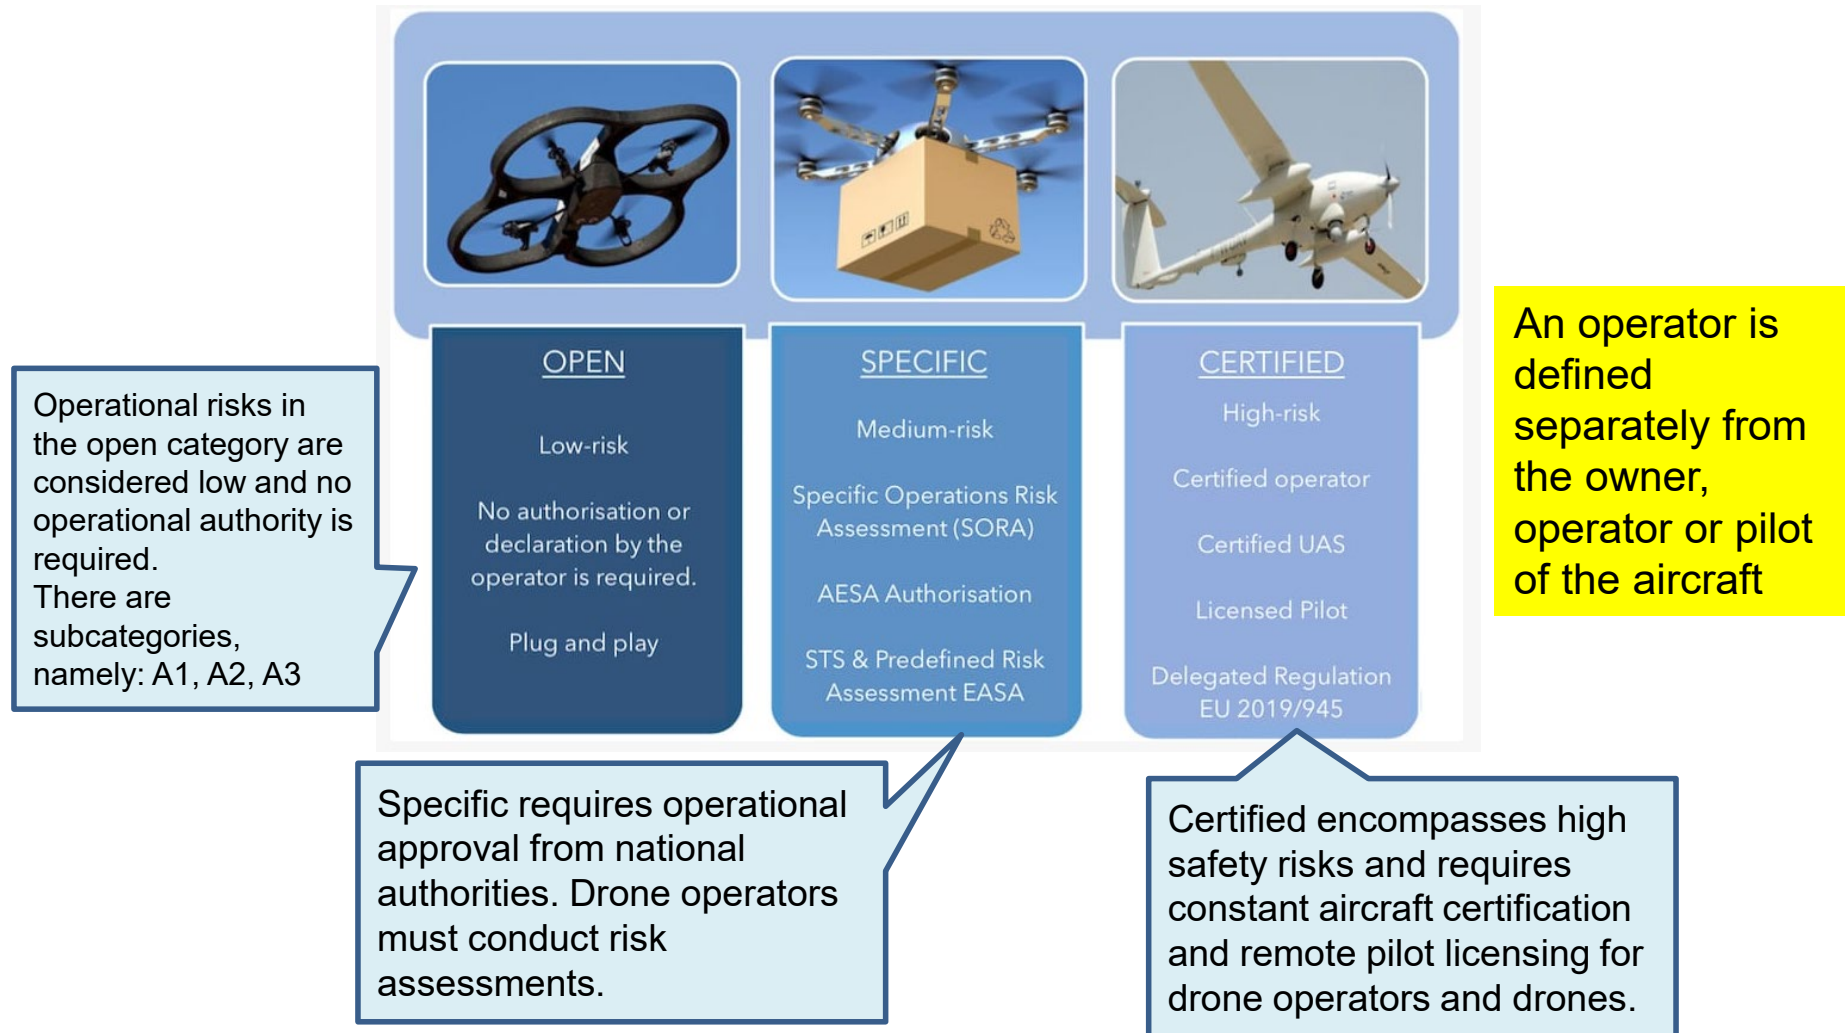 OPEN
Low-risk
No authorisation or
declaration by the
operator is required.
Plug and play
SPECIFIC
Medium-risk
Specific Operations Risk
Assessment (SORA)
AESA Authorisation
STS & Predefined Risk
Assessment EASA
CERTIFIED
High-risk
Certified operator
Certified UAS
Licensed Pilot
Delegated Regulation
EU 2019/945
Operational risks in
the open category are
considered low and no
operational authority is
required.
There are
subcategories,
namely: A1, A2, A3
An operator is
defined
separately from
the owner,
operator or pilot
of the aircraft
Specific requires operational
approval from national
authorities. Drone operators
must conduct risk
assessments.
Certified encompasses high
safety risks and requires
constant aircraft certification
and remote pilot licensing for
drone operators and drones.